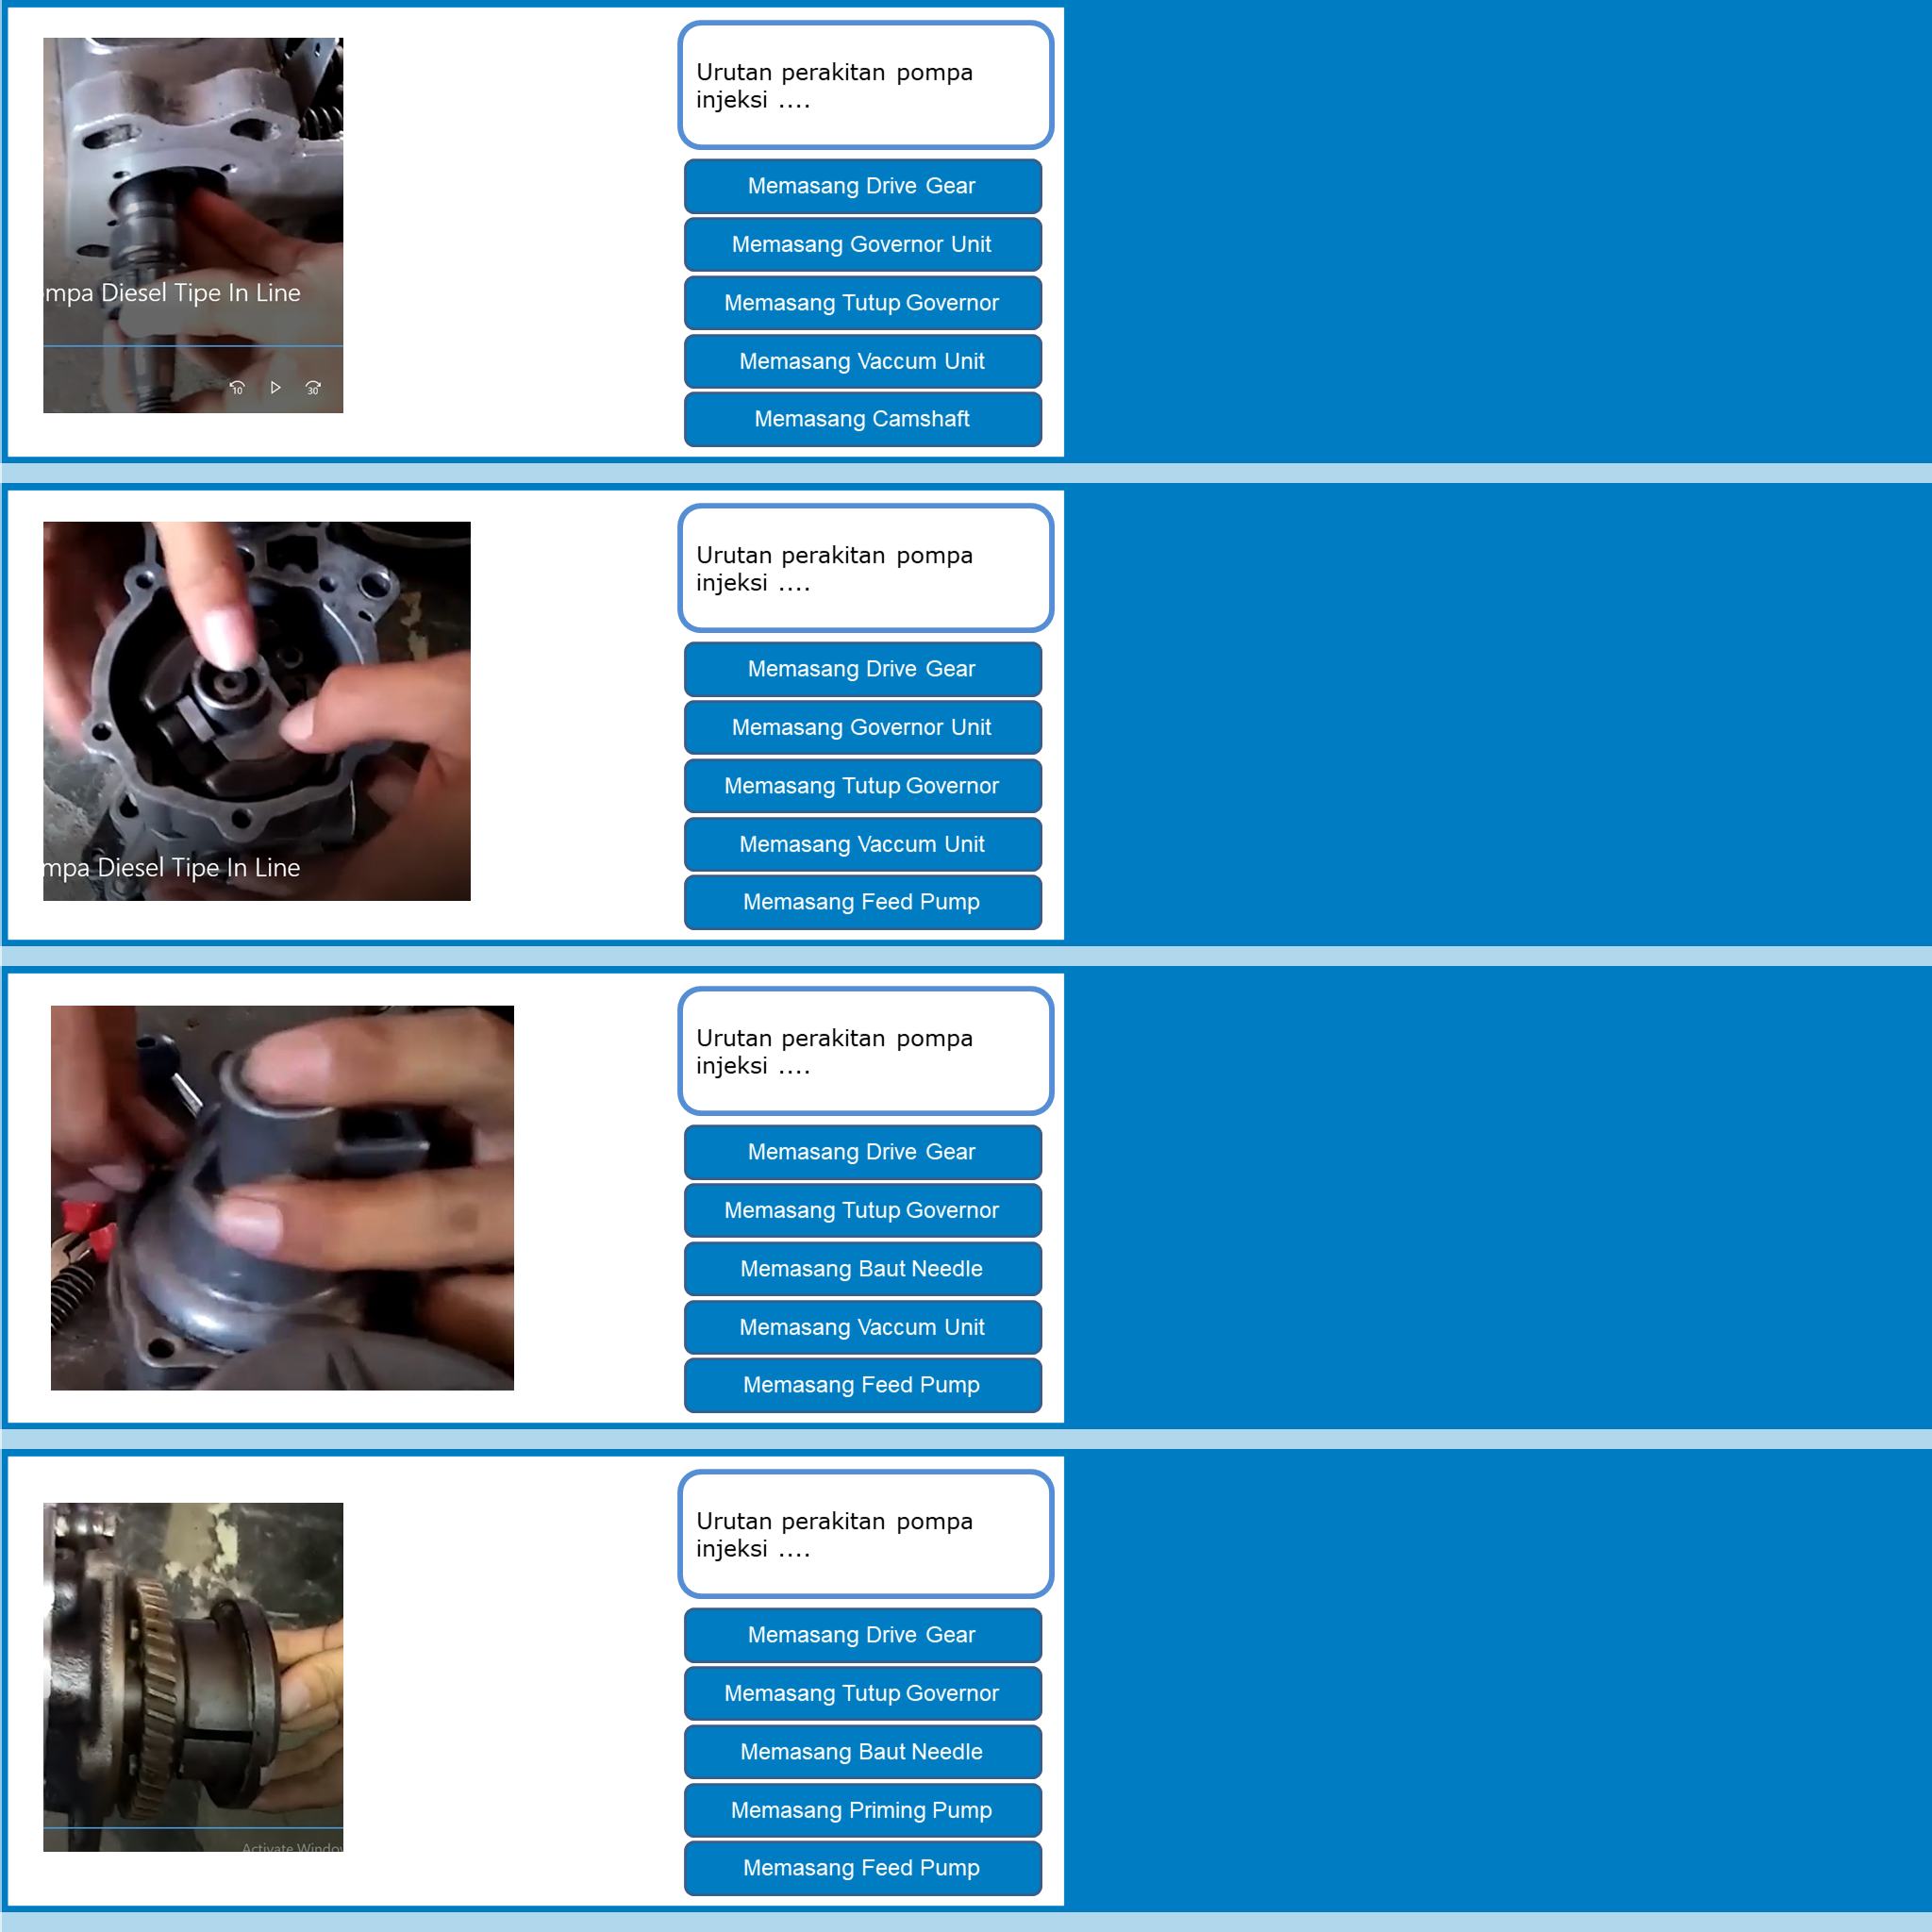 Urutan perakitan pompa
injeksi ....
Memasang Drive Gear
Memasang Governor Unit
Memasang Tutup Governor
Memasang Vaccum Unit
Memasang Camshaft
mpa Diesel Tipe In Line
10
30
Urutan perakitan pompa
injeksi ....
Memasang Drive Gear
Memasang Governor Unit
Memasang Tutup Governor
Memasang Vaccum Unit
Memasang Feed Pump
mpa Diesel Tipe In Line
Urutan perakitan pompa
injeksi ....
Memasang Drive Gear
Memasang Tutup Governor
Memasang Baut Needle
Memasang Vaccum Unit
Memasang Feed Pump
Urutan perakitan pompa
injeksi ....
Memasang Drive Gear
Memasang Tutup Governor
Memasang Baut Needle
Memasang Priming Pump
Memasang Feed Pump
Activate Windo